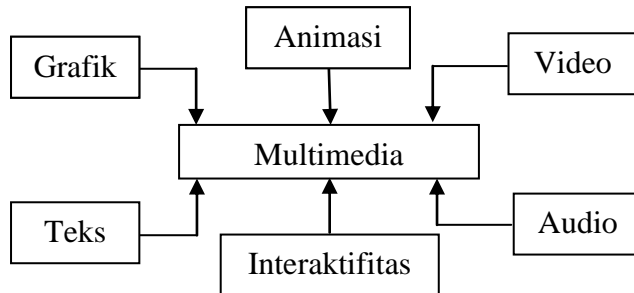 Animasi
Grafik
Video
Multimedia
Teks
Audio
Interaktifitas